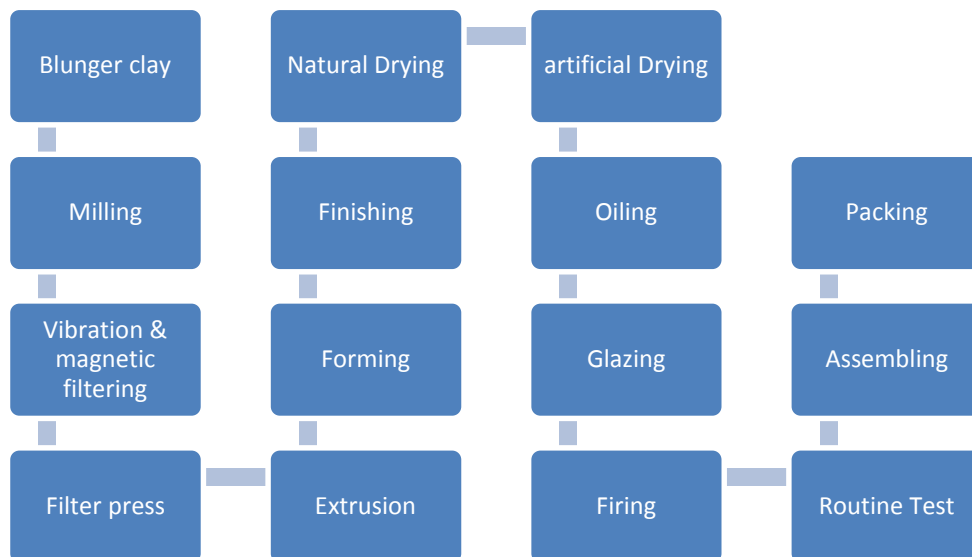 Blunger clay
Milling
Vibration &
magnetic
filtering
Filter press
Extrusion
Forming
Finishing
Natural Drying
artificial Drying
Oiling
Glazing
Firing
Routine Test
Assembling
Packing